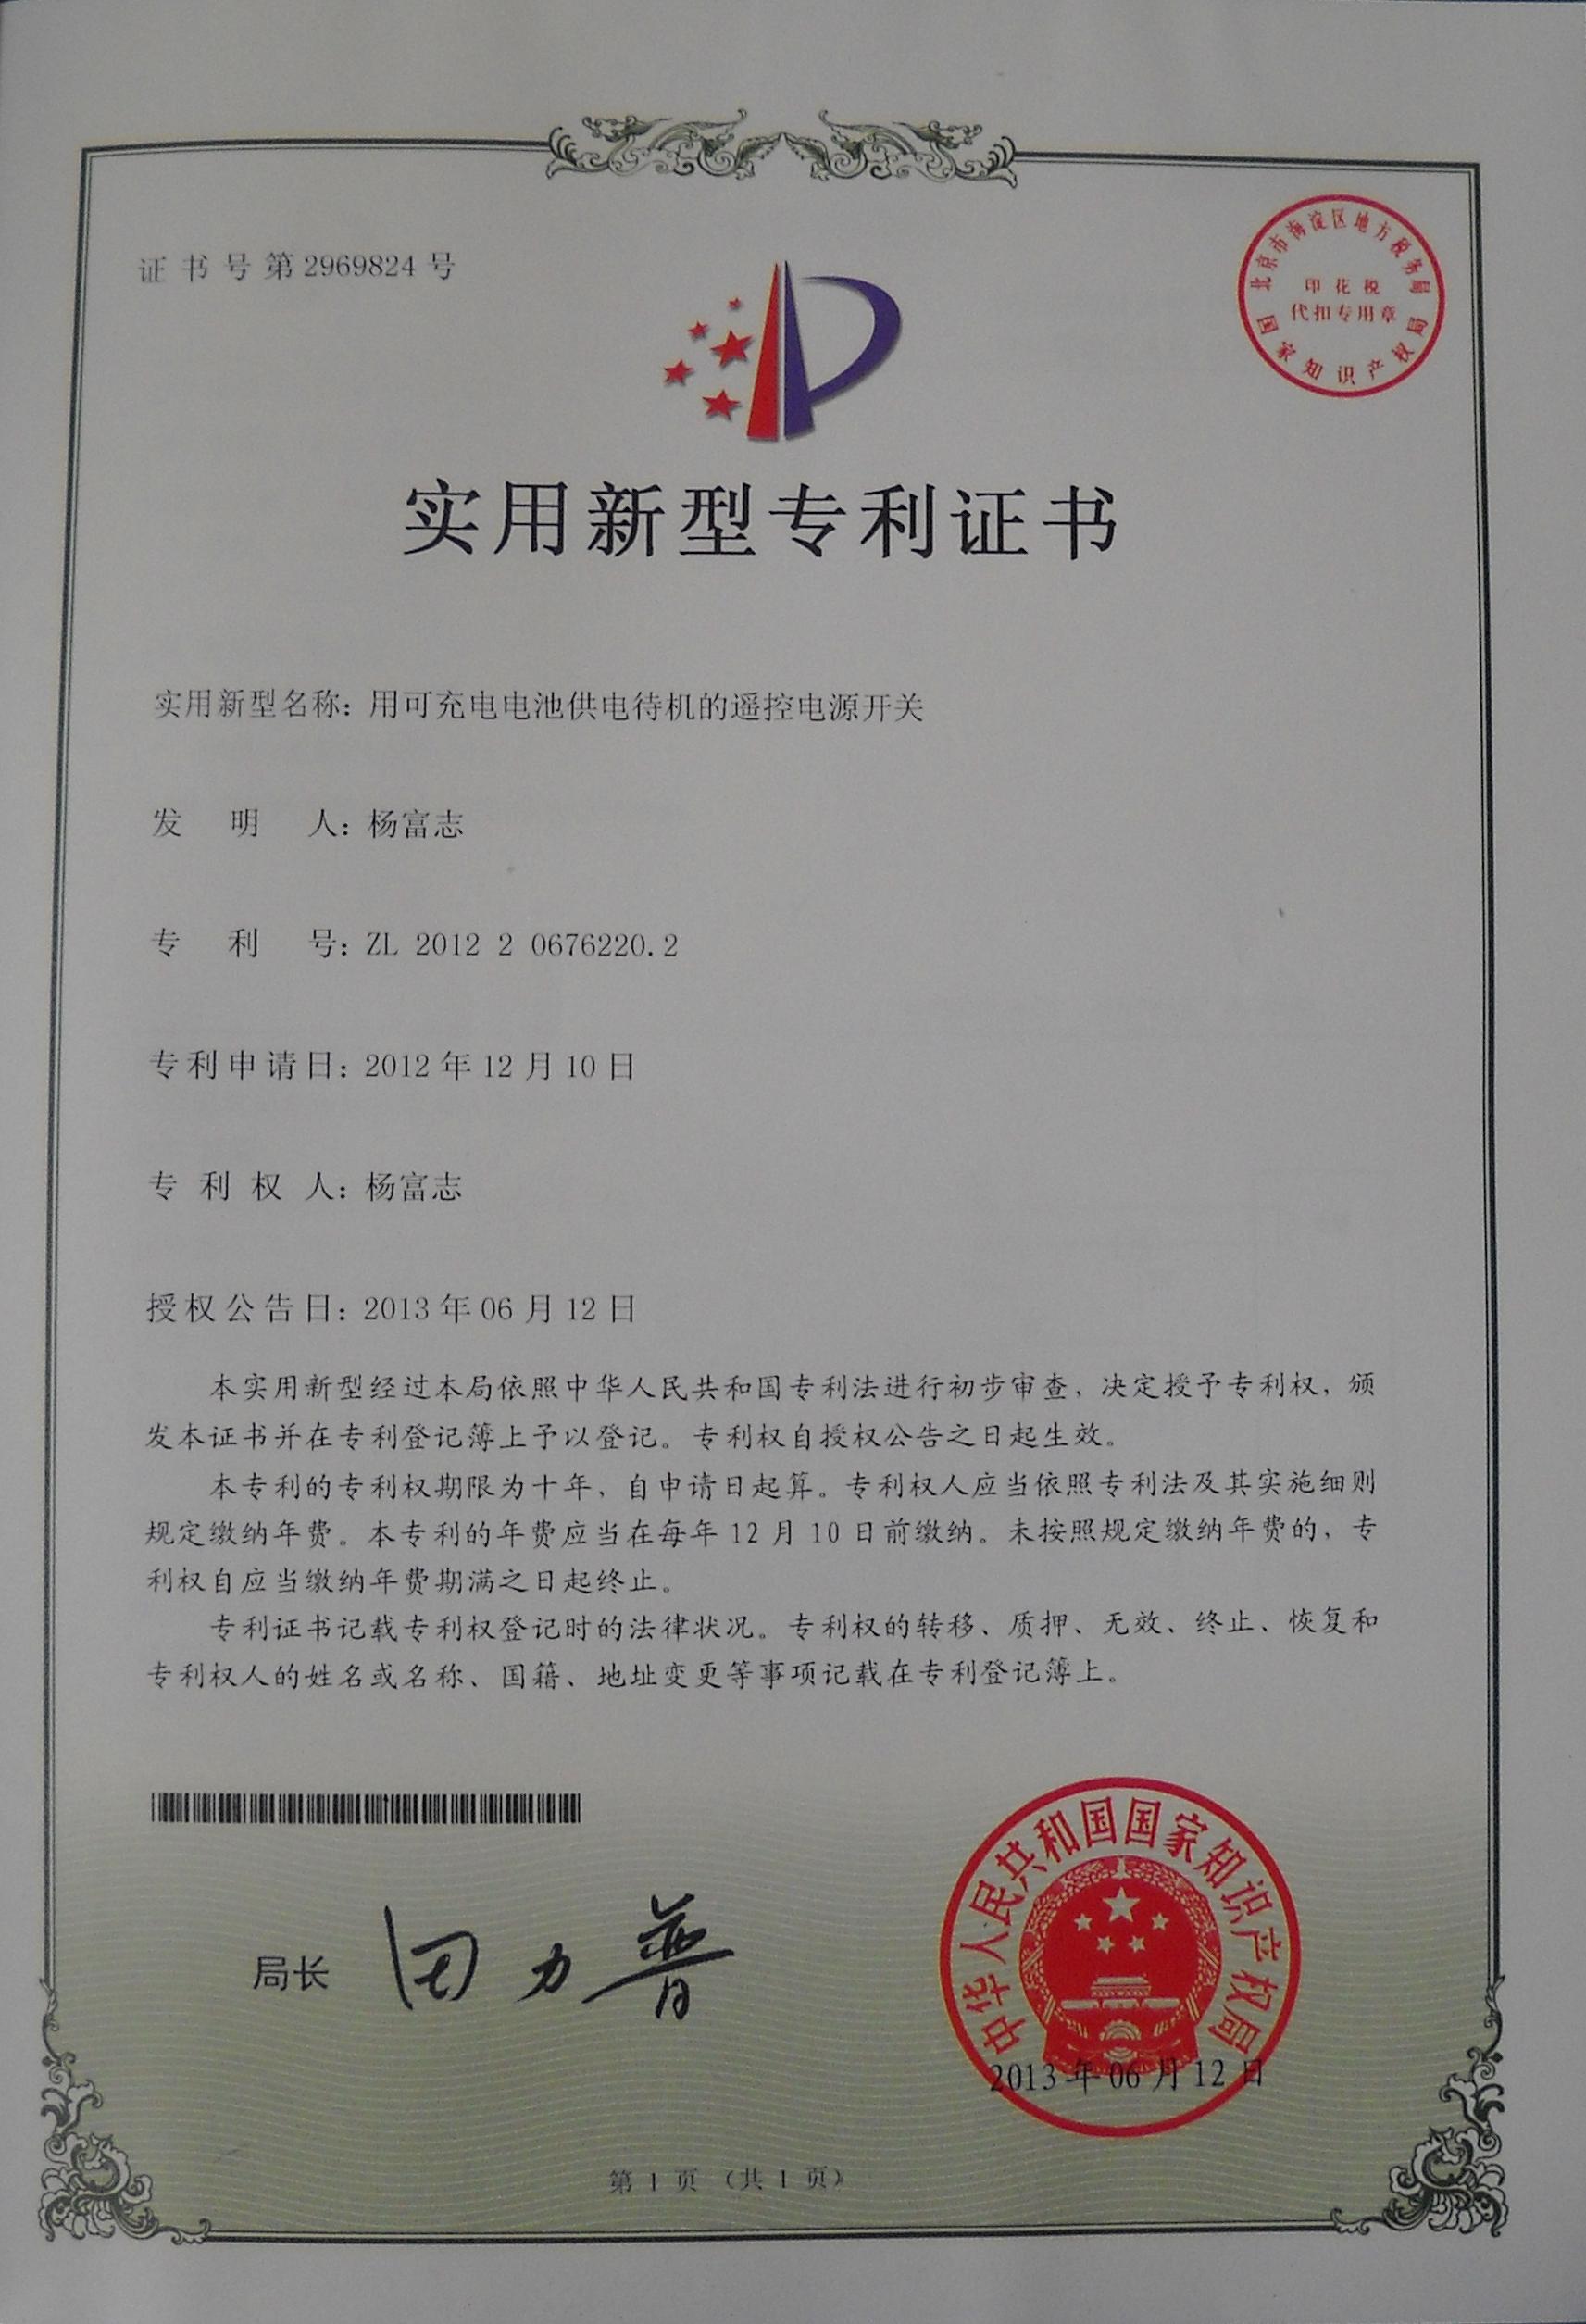 证书号第2969824号
北京市海淀区地方税务局
印花税
代扣专用章
国家知识产权局
实用新型专利证书
实用新型名称：用可充电电池供电待机的遥控电源开关
发明人：杨富志
专利号：ZL 2012 2 0676220.2
专利申请日：2012年12月10日
专利权人：杨富志
授权公告日：2013年06月12日
本实用新型经过本局依照中华人民共和国专利法进行初步审查，决定授予专利权，颁
发本证书并在专利登记簿上予以登记。专利权自授权公告之日起生效。
本专利的专利权期限为十年，自申请日起算。专利权人应当依照专利法及其实施细则
规定缴纳年费。本专利的年费应当在每年12月10日前缴纳。未按照规定缴纳年费的，专
利权自应当缴纳年费期满之日起终止。
专利证书记载专利权登记时的法律状况。专利权的转移、质押、无效、终止、恢复和
专利权人的姓名或名称、国籍、地址变更等事项记载在专利登记簿上。
局长 田力普
中华人民共和国国家知识产权局
2013年06月12日
第1页（共1页）